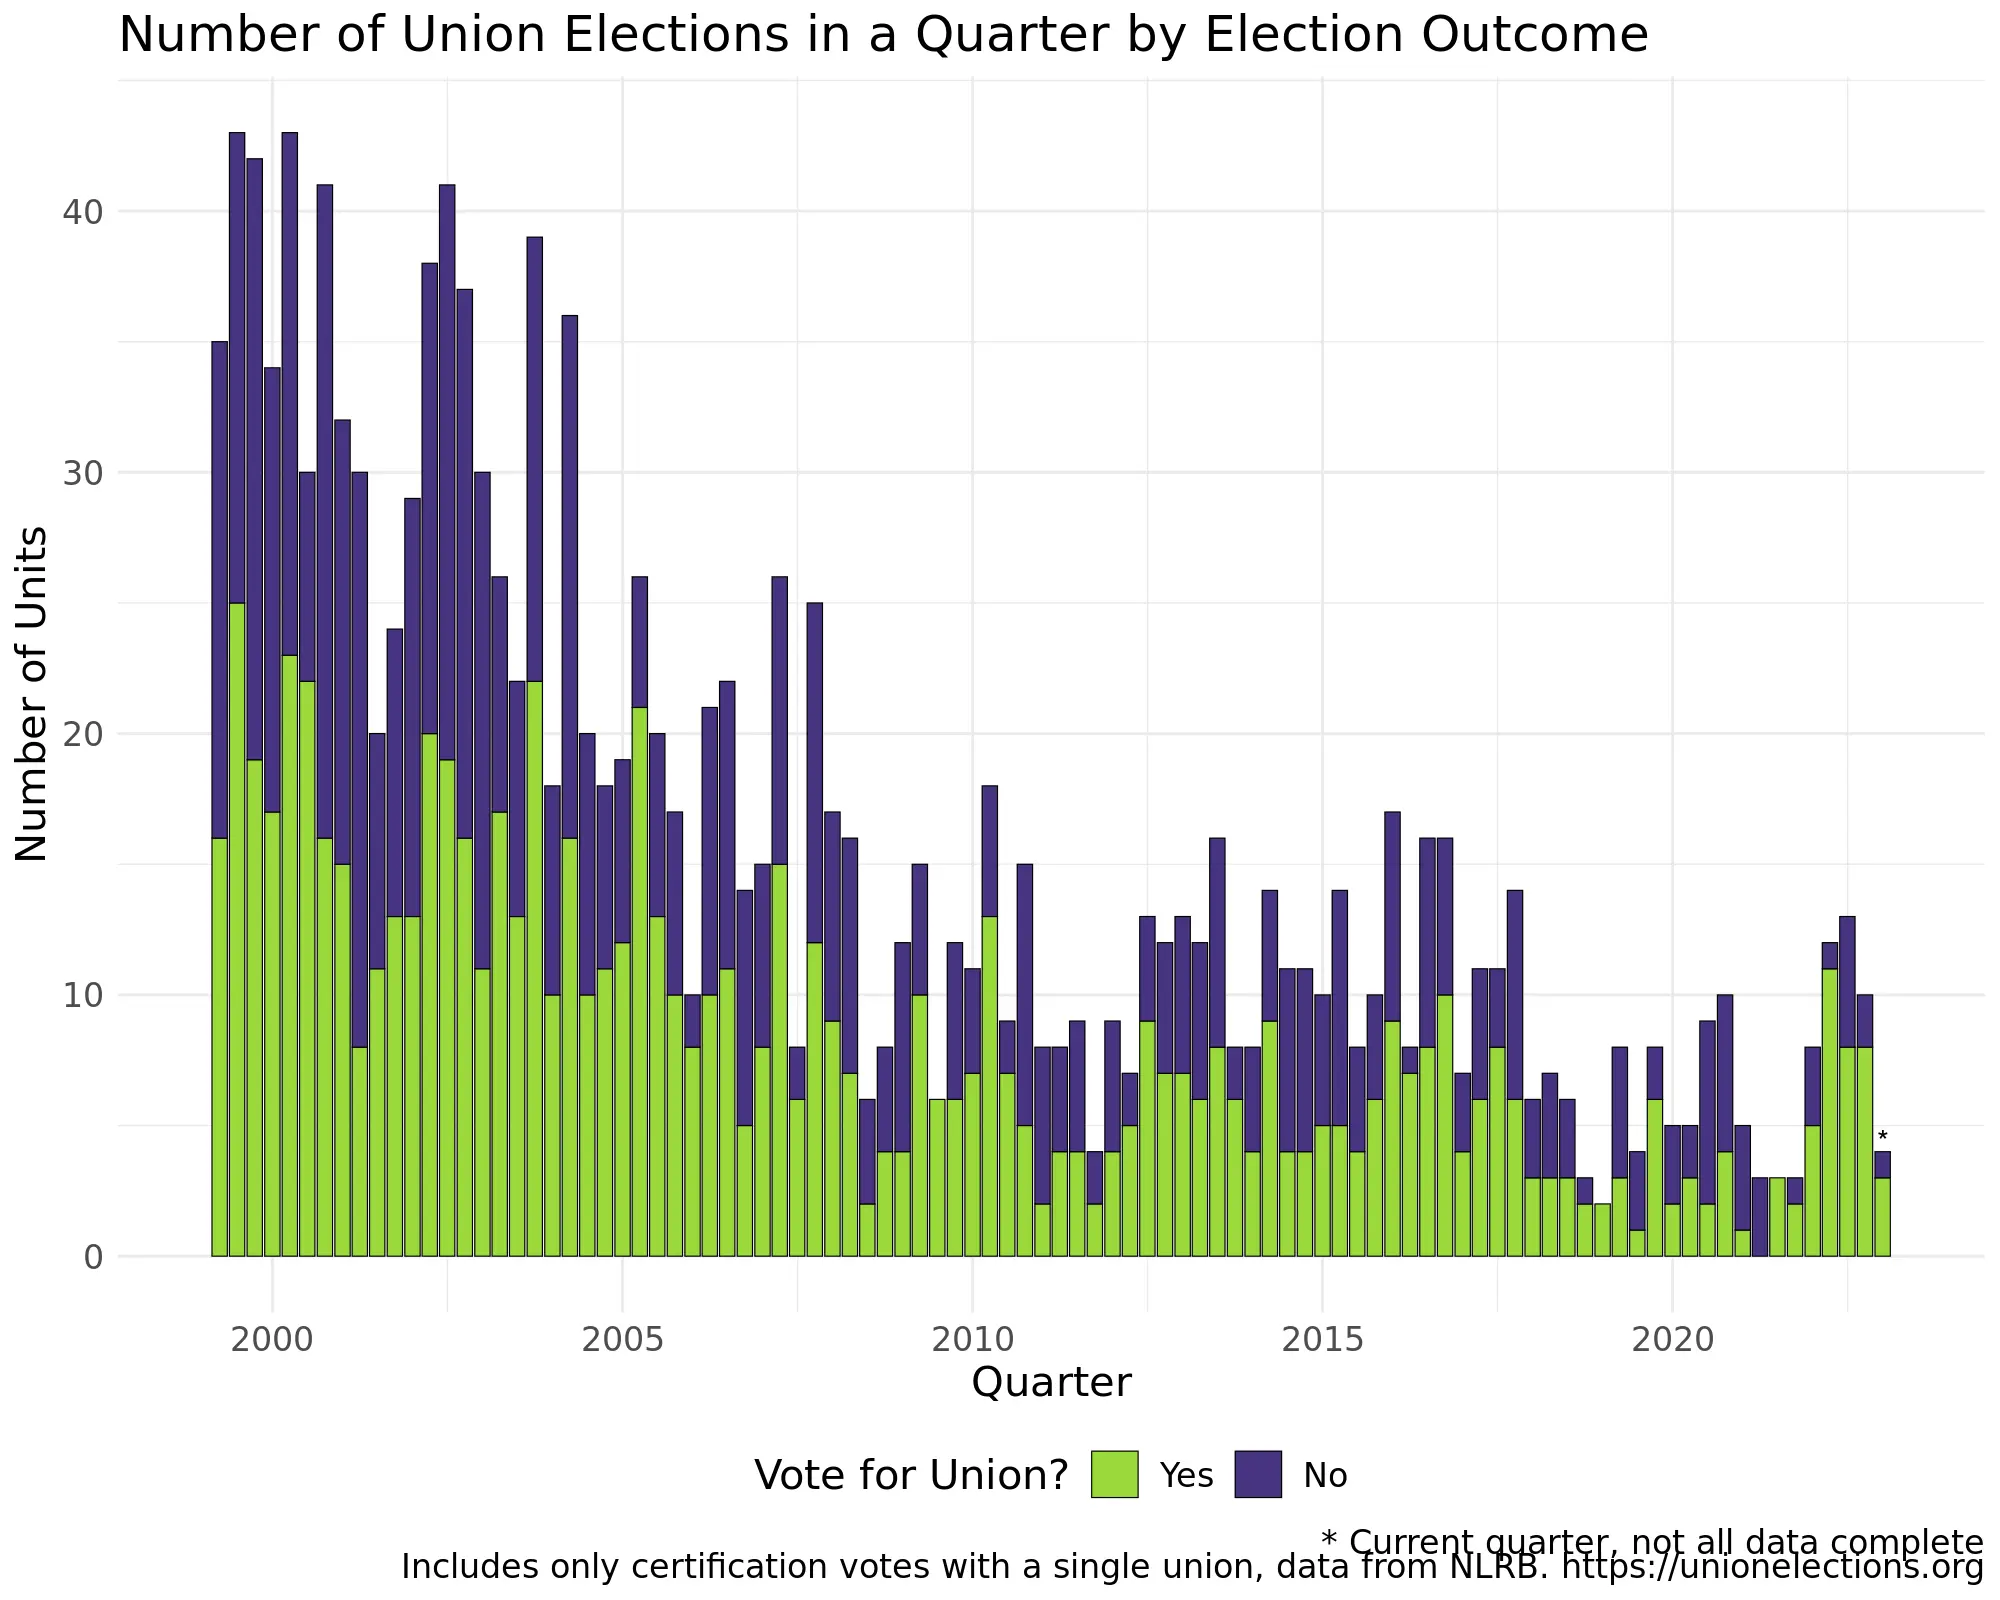 Number of Union Elections in a Quarter by Election Outcome
Number of Units
40
30
20
10
0
*
2000 2005 2010 2015 2020
Quarter
Vote for Union? Yes No
* Current quarter, not all data complete
Includes only certification votes with a single union, data from NLRB. https://unionelections.org